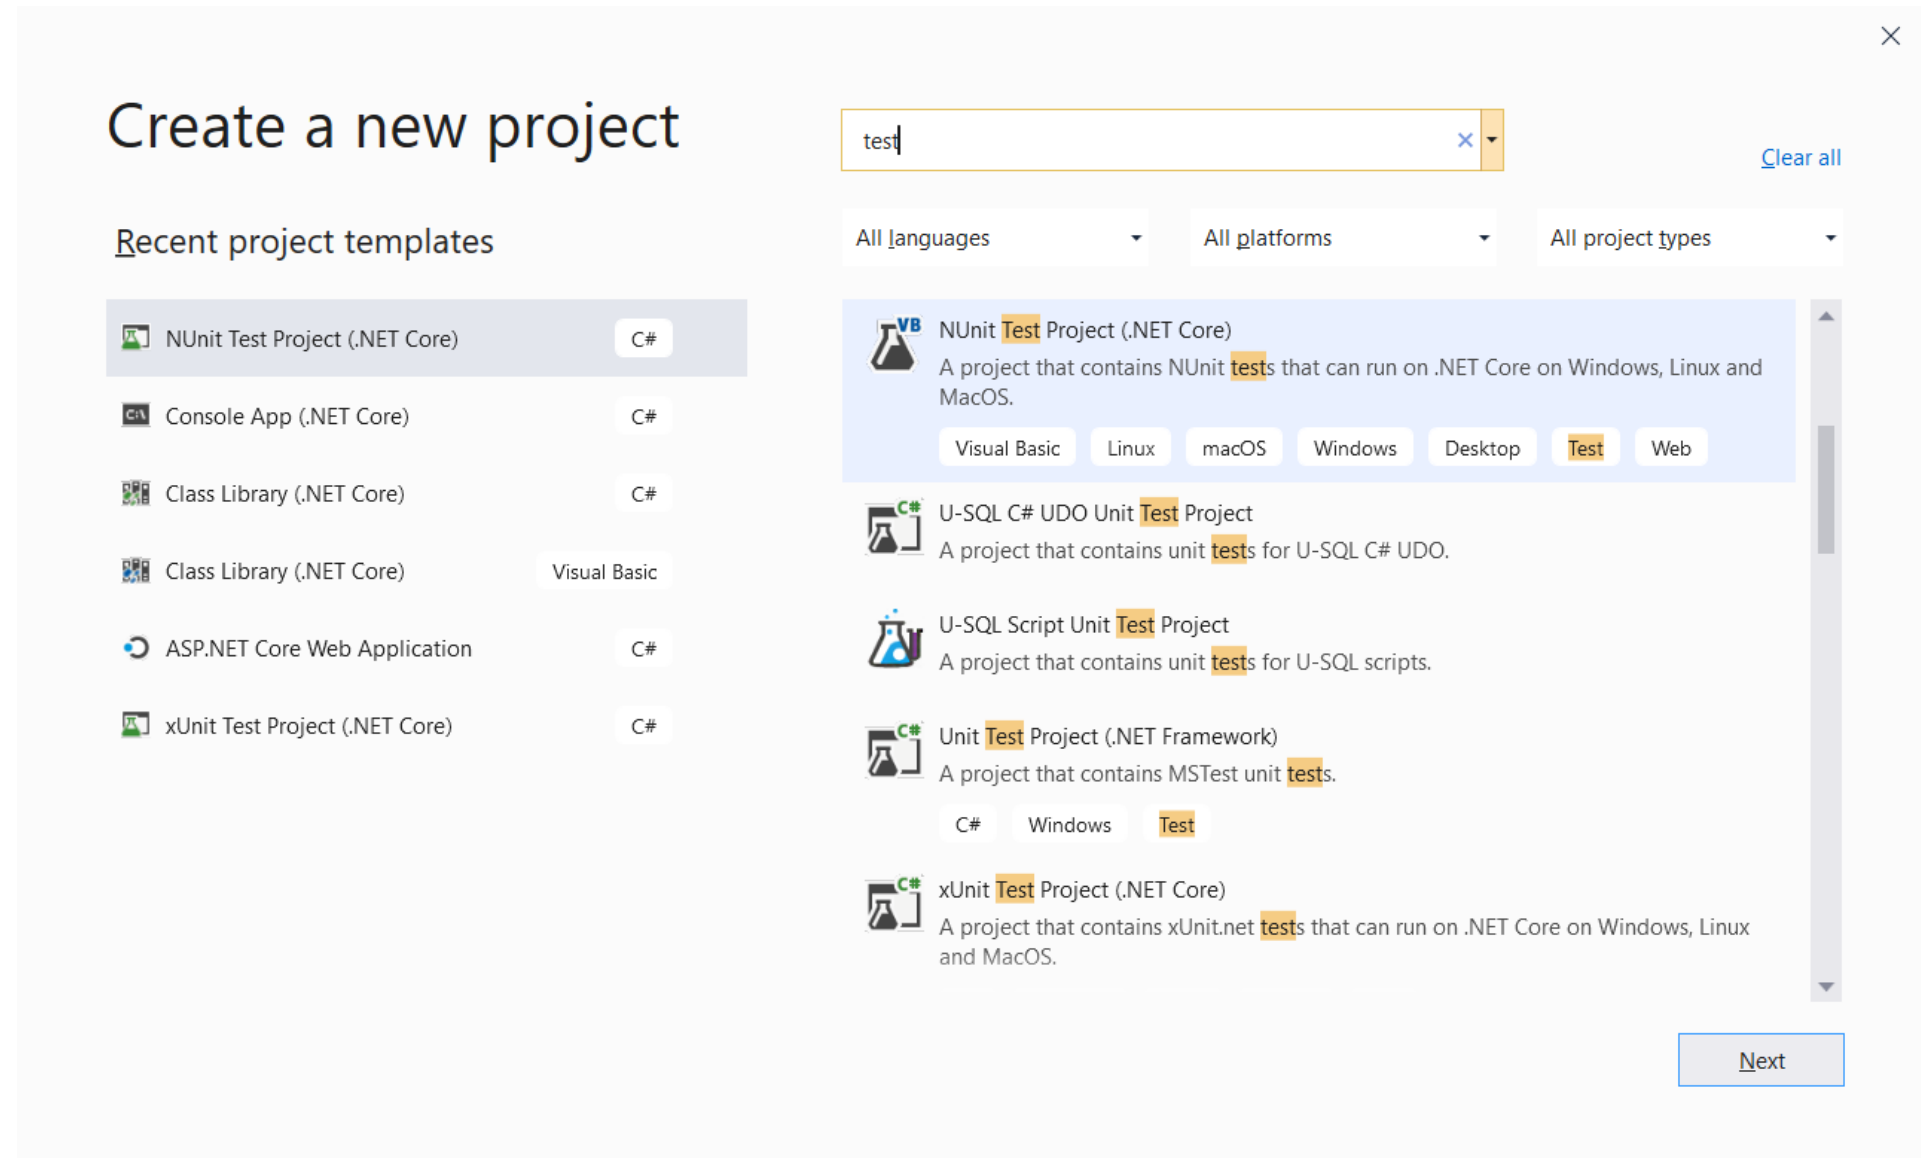 Create a new project
test
Clear all
Recent project templates
All languages
All platforms
All project types
NUnit Test Project (.NET Core) C#
Console App (.NET Core) C#
Class Library (.NET Core) C#
Class Library (.NET Core) Visual Basic
ASP.NET Core Web Application C#
xUnit Test Project (.NET Core) C#
VB
NUnit Test Project (.NET Core)
A project that contains NUnit tests that can run on .NET Core on Windows, Linux and
MacOS.
Visual Basic Linux macOS Windows Desktop Test Web
C#
U-SQL C# UDO Unit Test Project
A project that contains unit tests for U-SQL C# UDO.
U-SQL Script Unit Test Project
A project that contains unit tests for U-SQL scripts.
C#
Unit Test Project (.NET Framework)
A project that contains MSTest unit tests.
C# Windows Test
C#
xUnit Test Project (.NET Core)
A project that contains xUnit.net tests that can run on .NET Core on Windows, Linux
and MacOS.
Next